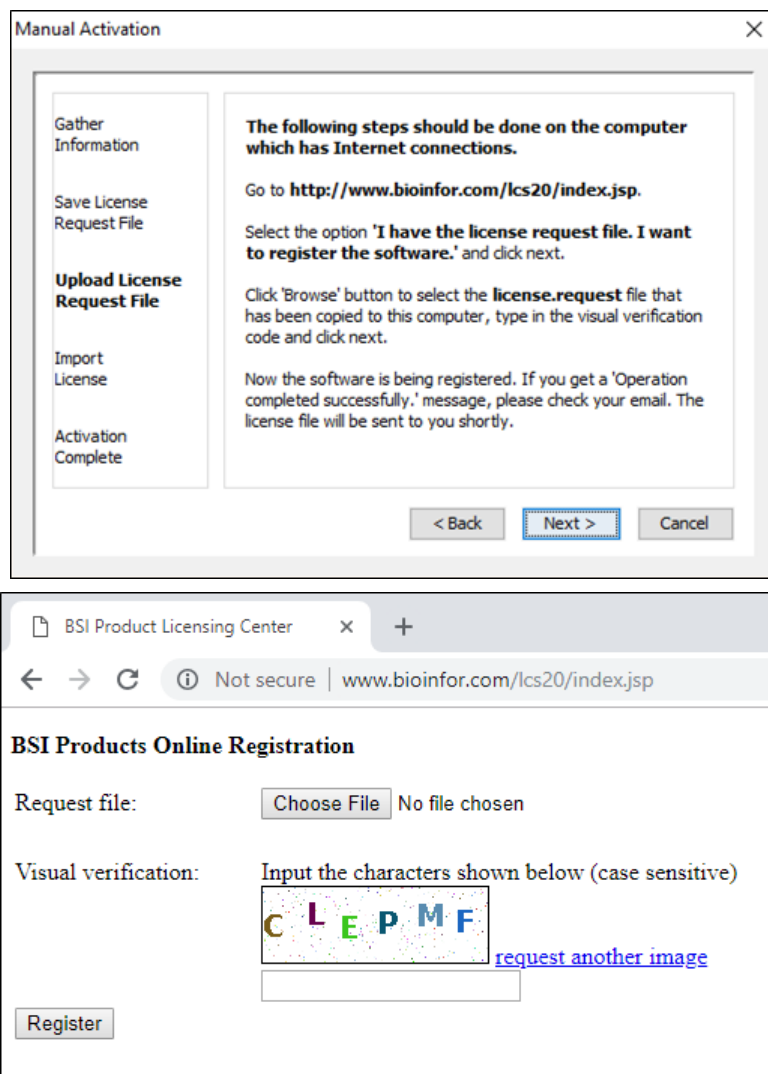 Manual Activation
Gather
Information
Save License
Request File
Upload License
Request File
Import
License
Activation
Complete
The following steps should be done on the computer
which has Internet connections.
Go to http://www.bioinfor.com/lcs20/index.jsp.
Select the option 'I have the license request file. I want
to register the software.' and click next.
Click 'Browse' button to select the license.request file that
has been copied to this computer, type in the visual verification
code and click next.
Now the software is being registered. If you get a 'Operation
completed successfully.' message, please check your email. The
license file will be sent to you shortly.
< Back Next > Cancel
BSI Product Licensing Center
Not secure | www.bioinfor.com/lcs20/index.jsp
BSI Products Online Registration
Request file: Choose File No file chosen
Visual verification: Input the characters shown below (case sensitive)
C L E P M F
request another image
Register